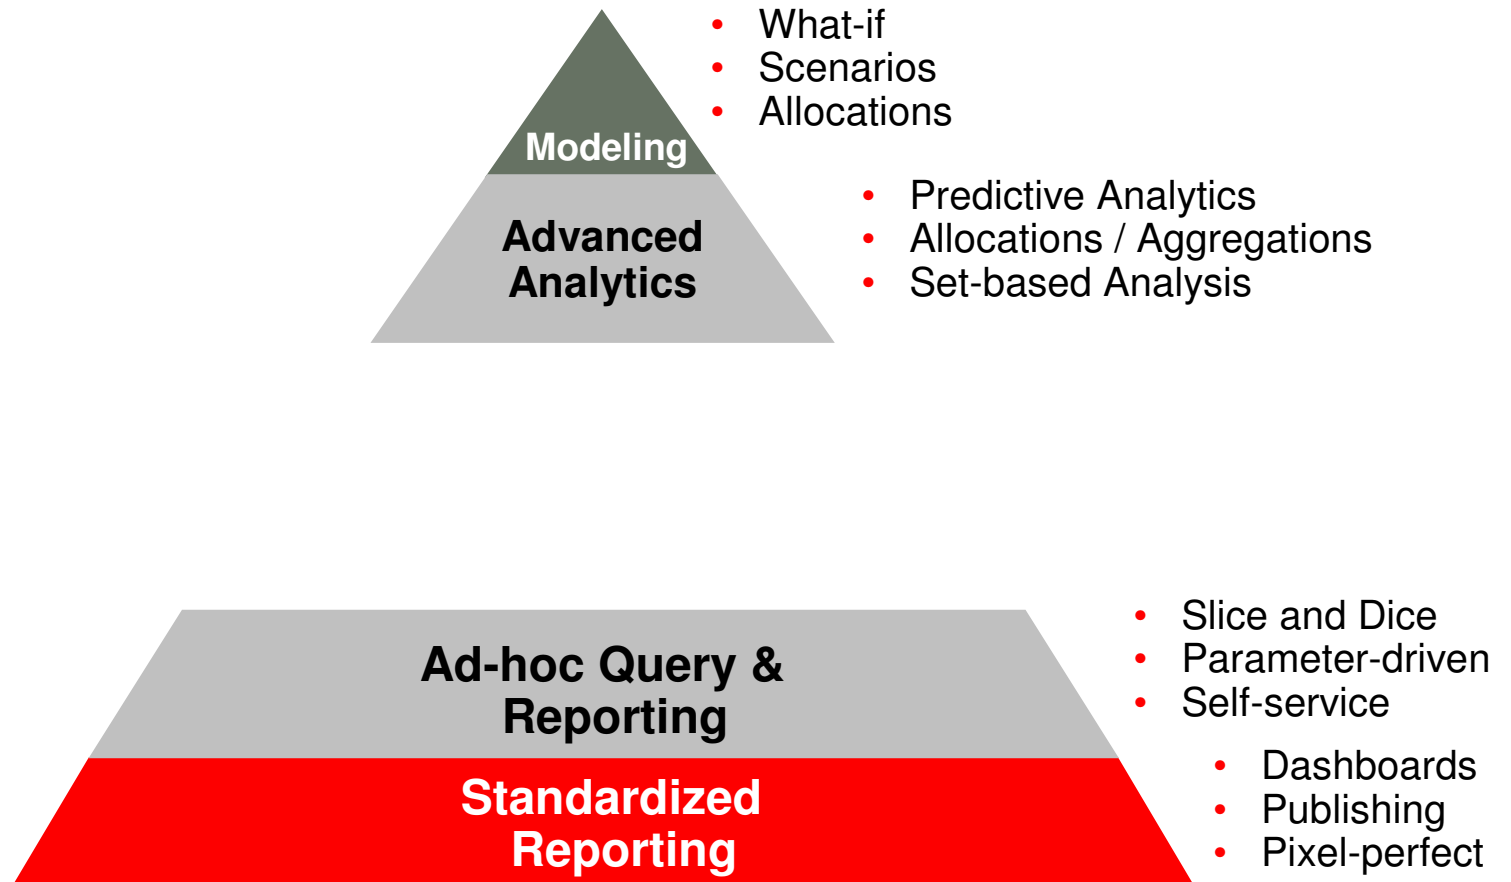 • What-if
• Scenarios
• Allocations
Modeling
• Predictive Analytics
• Allocations / Aggregations
• Set-based Analysis
Advanced
Analytics
• Slice and Dice
• Parameter-driven
• Self-service
Ad-hoc Query &
Reporting
• Dashboards
• Publishing
• Pixel-perfect
Standardized
Reporting